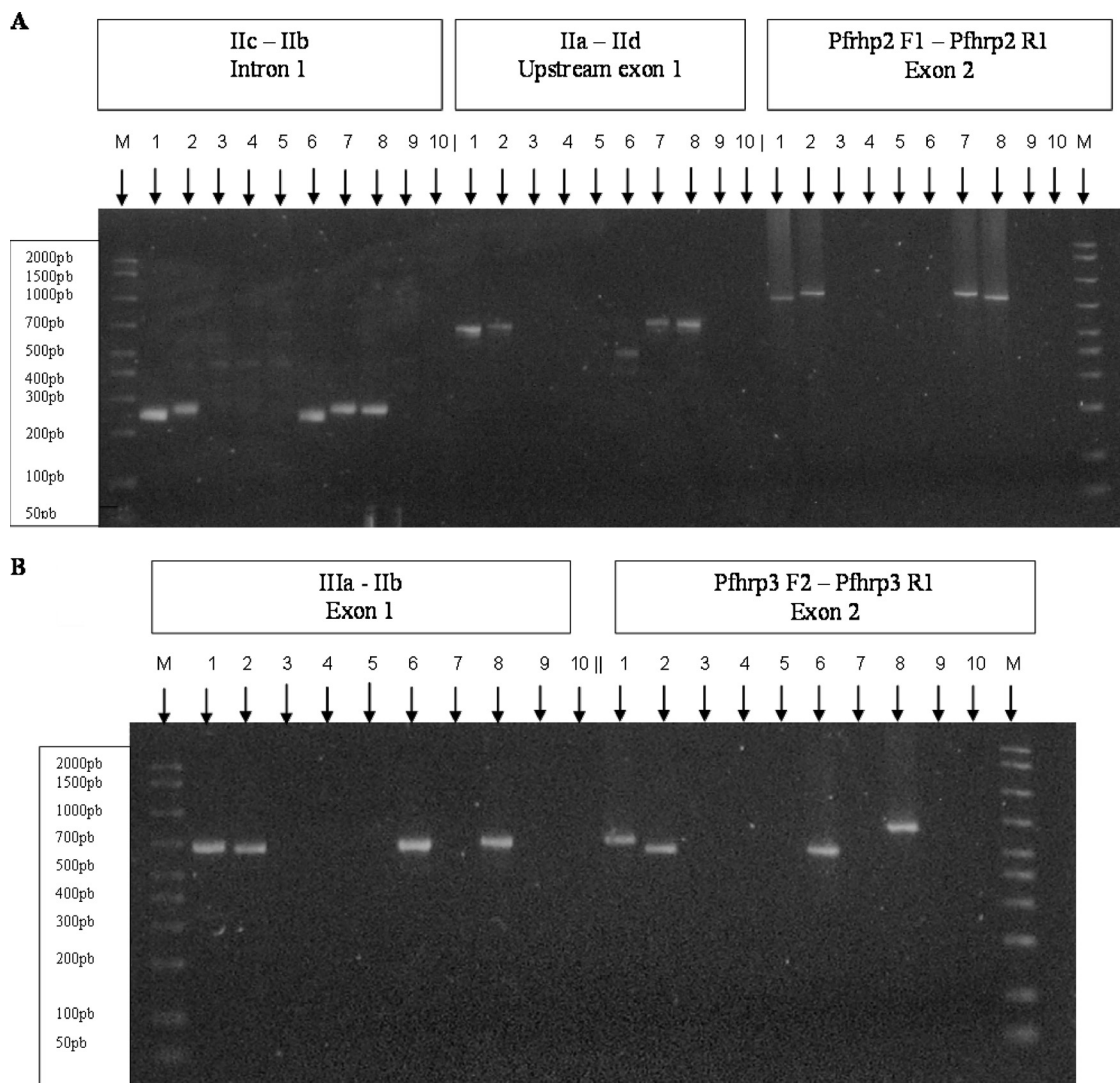 A
IIc – IIb
Intron 1
IIa – IId
Upstream exon 1
Pfrhp2 F1 – Pfhrp2 R1
Exon 2
M 1 2 3 4 5 6 7 8 9 10 | 1 2 3 4 5 6 7 8 9 10 | 1 2 3 4 5 6 7 8 9 10 M
2000pb
1500pb
1000pb
700pb
500pb
400pb
300pb
200pb
100pb
50pb
B
IIIa - IIb
Exon 1
Pfhrp3 F2 – Pfhrp3 R1
Exon 2
M 1 2 3 4 5 6 7 8 9 10 || 1 2 3 4 5 6 7 8 9 10 M
2000pb
1500pb
1000pb
700pb
500pb
400pb
300pb
200pb
100pb
50pb